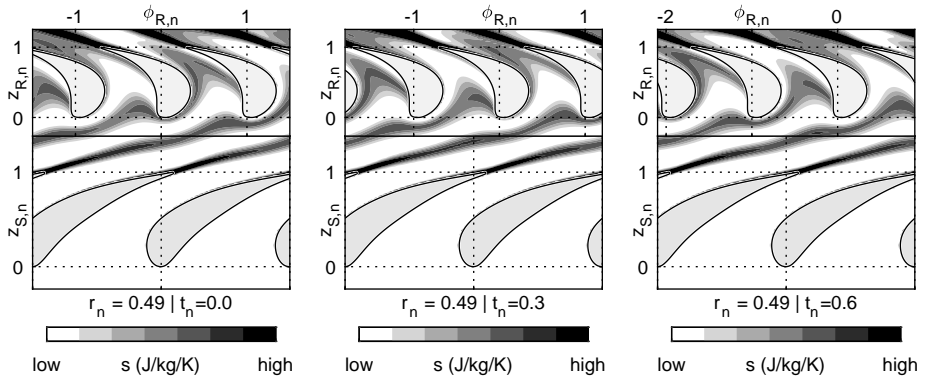 -1 ϕR,n 1
-1 ϕR,n 1
-2 ϕR,n 0
1
zR,n
0
1
zS,n
0
1
zR,n
0
1
zS,n
0
1
zR,n
0
1
zS,n
0
rn = 0.49 | tn=0.0
rn = 0.49 | tn=0.3
rn = 0.49 | tn=0.6
low s (J/kg/K) high
low s (J/kg/K) high
low s (J/kg/K) high